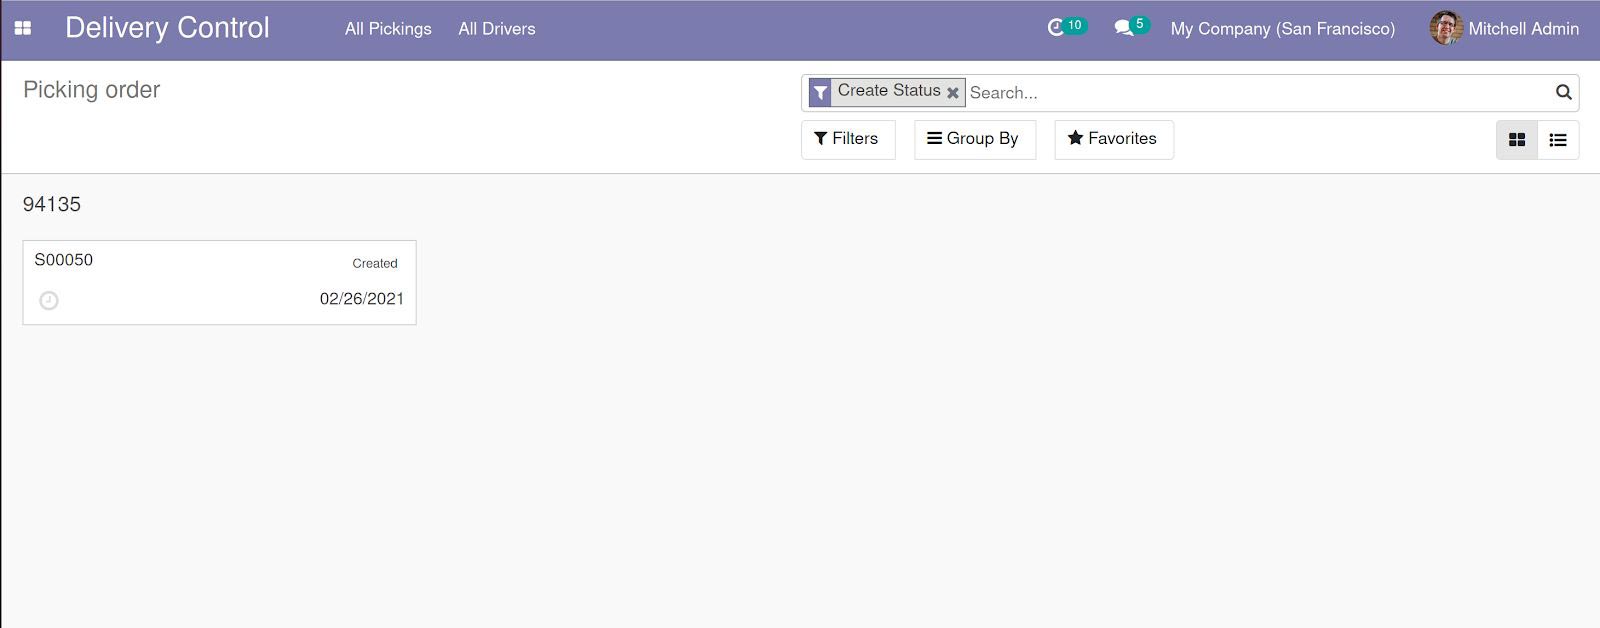 Delivery Control All Pickings All Drivers 10 5 My Company (San Francisco) Mitchell Admin
Picking order Create Status Search...
Filters Group By Favorites
94135
S00050 Created
02/26/2021